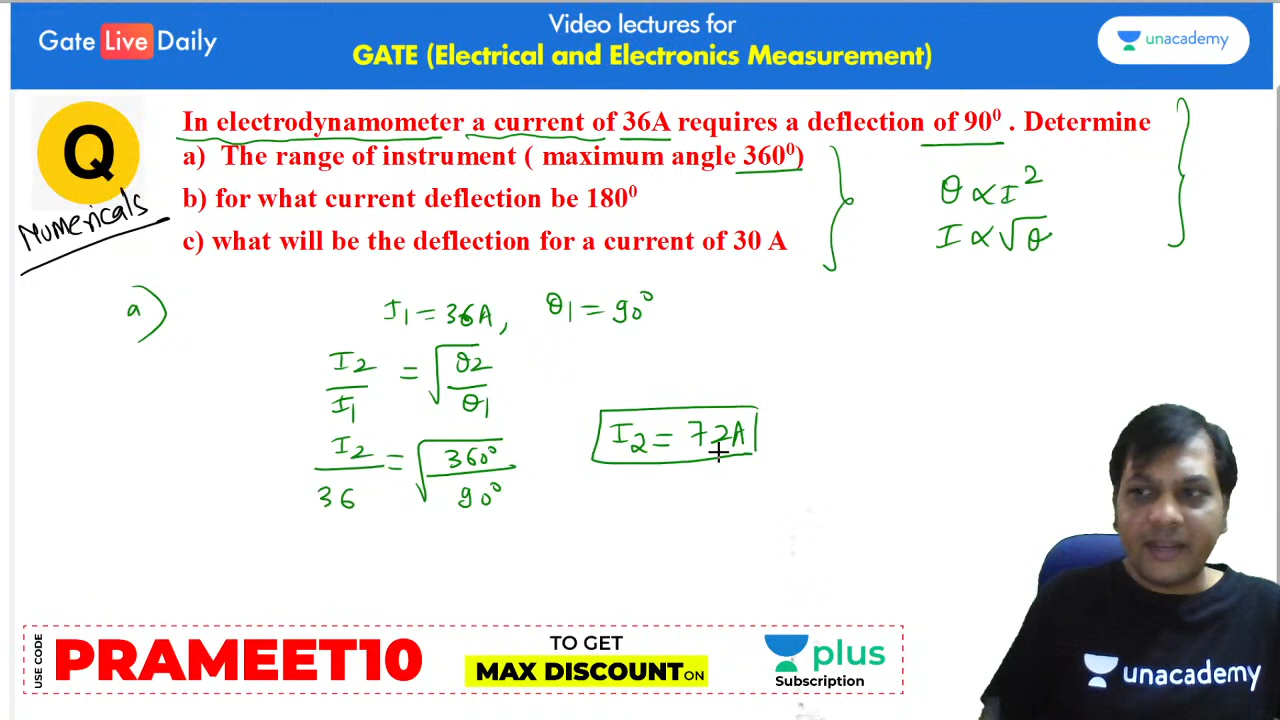 Gate Live Daily
Video lectures for
GATE (Electrical and Electronics Measurement)
unacademy
Q
Numericals
In electrodynamometer a current of 36A requires a deflection of 90⁰ . Determine
a) The range of instrument ( maximum angle 360⁰)
b) for what current deflection be 180⁰
c) what will be the deflection for a current of 30 A
θ ∝ I²
I ∝ √θ
a)
I₁ = 36A, θ₁ = 90⁰
I₂/I₁ = √(θ₂/θ₁)
I₂/36 = √(360⁰/90⁰)
I₂ = 72A
USE CODE
PRAMEET10
TO GET
MAX DISCOUNT ON
plus
Subscription
unacademy